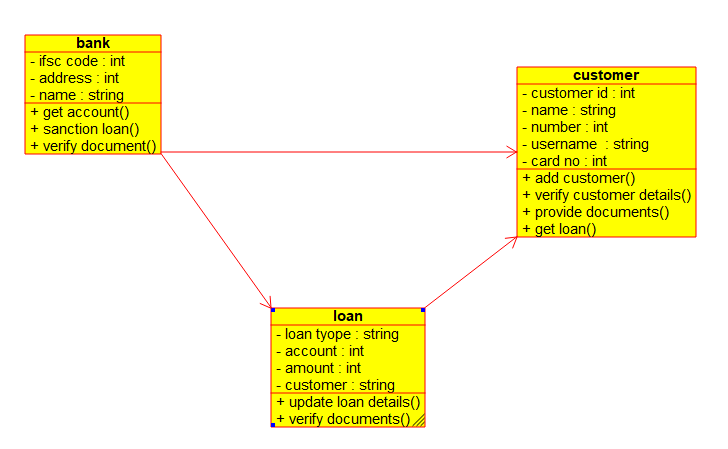 bank
- ifsc code : int
- address : int
- name : string
+ get account()
+ sanction loan()
+ verify document()
customer
- customer id : int
- name : string
- number : int
- username  : string
- card no : int
+ add customer()
+ verify customer details()
+ provide documents()
+ get loan()
loan
- loan tyope : string
- account : int
- amount : int
- customer : string
+ update loan details()
+ verify documents()